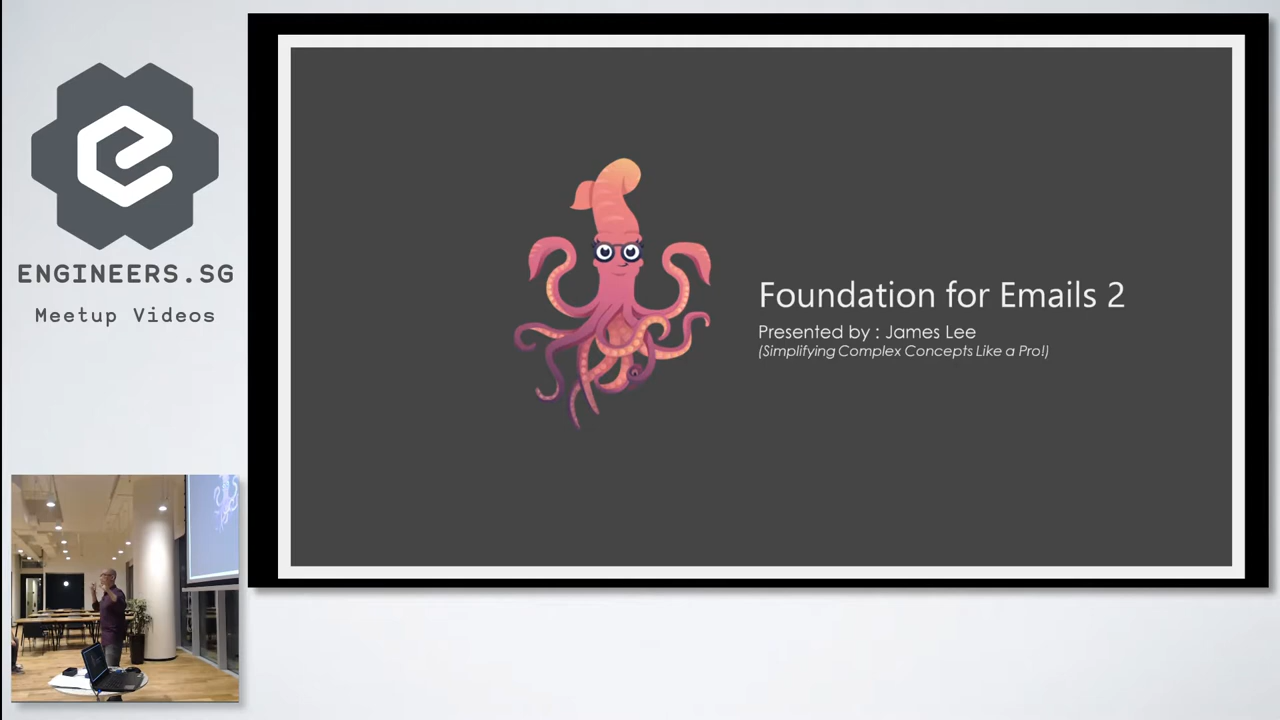 ENGINEERS.SG
Meetup Videos
Foundation for Emails 2
Presented by : James Lee
(Simplifying Complex Concepts Like a Pro!)